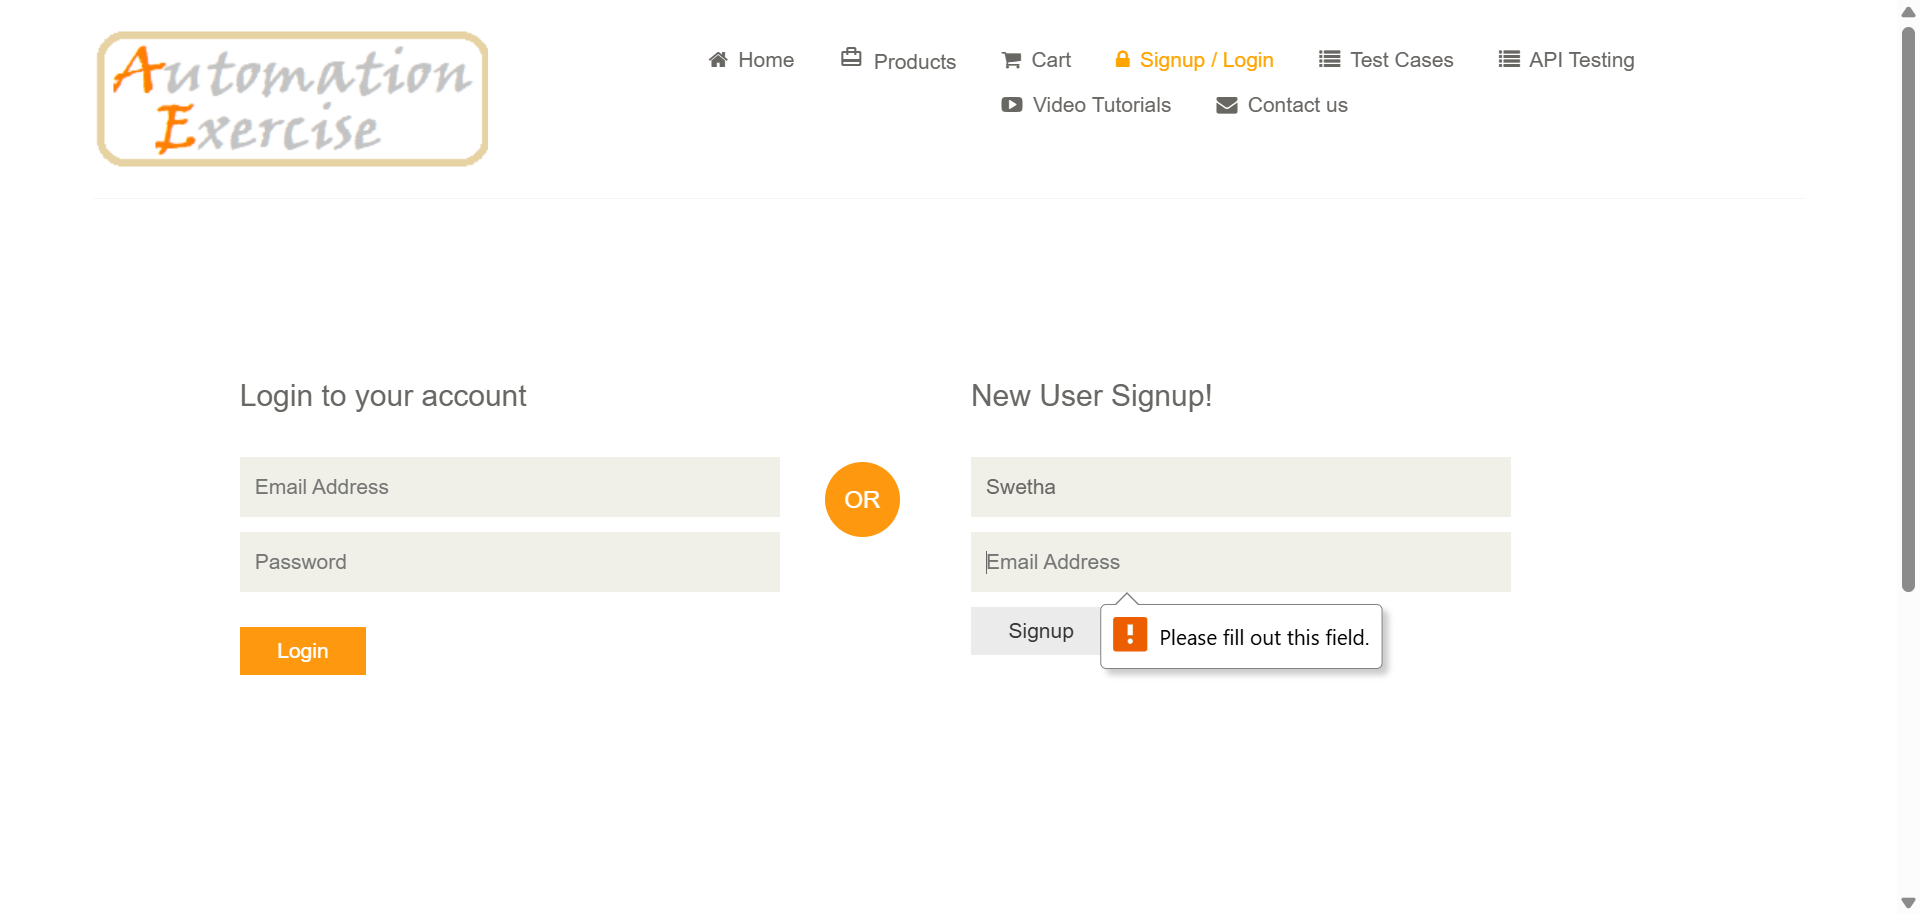 Automation
Exercise
Home
Products
Cart
Signup / Login
Test Cases
API Testing
Video Tutorials
Contact us
Login to your account
Email Address
Password
Login
OR
New User Signup!
Swetha
Email Address
Signup
Please fill out this field.